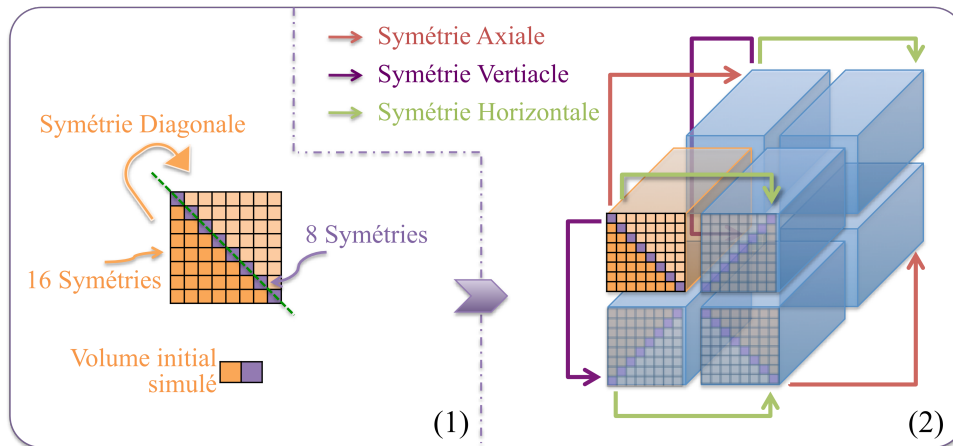 Symétrie Axiale
Symétrie Vertiacle
Symétrie Horizontale
Symétrie Diagonale
8 Symétries
16 Symétries
Volume initial
simulé
(1)
(2)